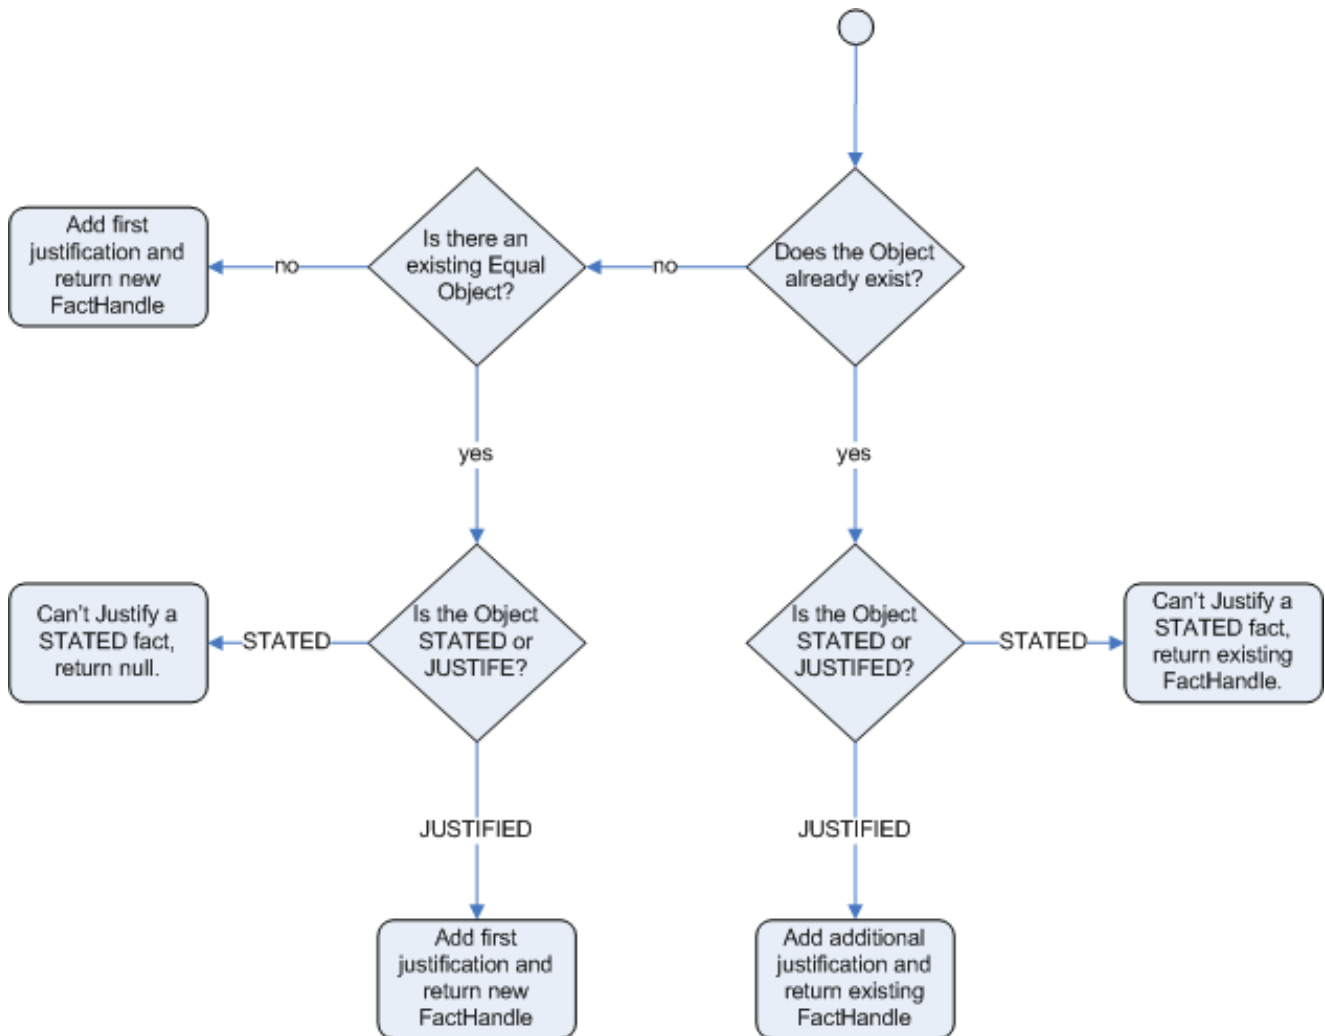 Add first
justification and
return new
FactHandle
no
Is there an
existing Equal
Object?
no
Does the Object
already exist?
yes
yes
Can't Justify a
STATED fact,
return null.
STATED
Is the Object
STATED or
JUSTIFE?
Is the Object
STATED or
JUSTIFED?
STATED
Can't Justify a
STATED fact,
return existing
FactHandle.
JUSTIFIED
JUSTIFIED
Add first
justification and
return new
FactHandle
Add additional
justification and
return existing
FactHandle